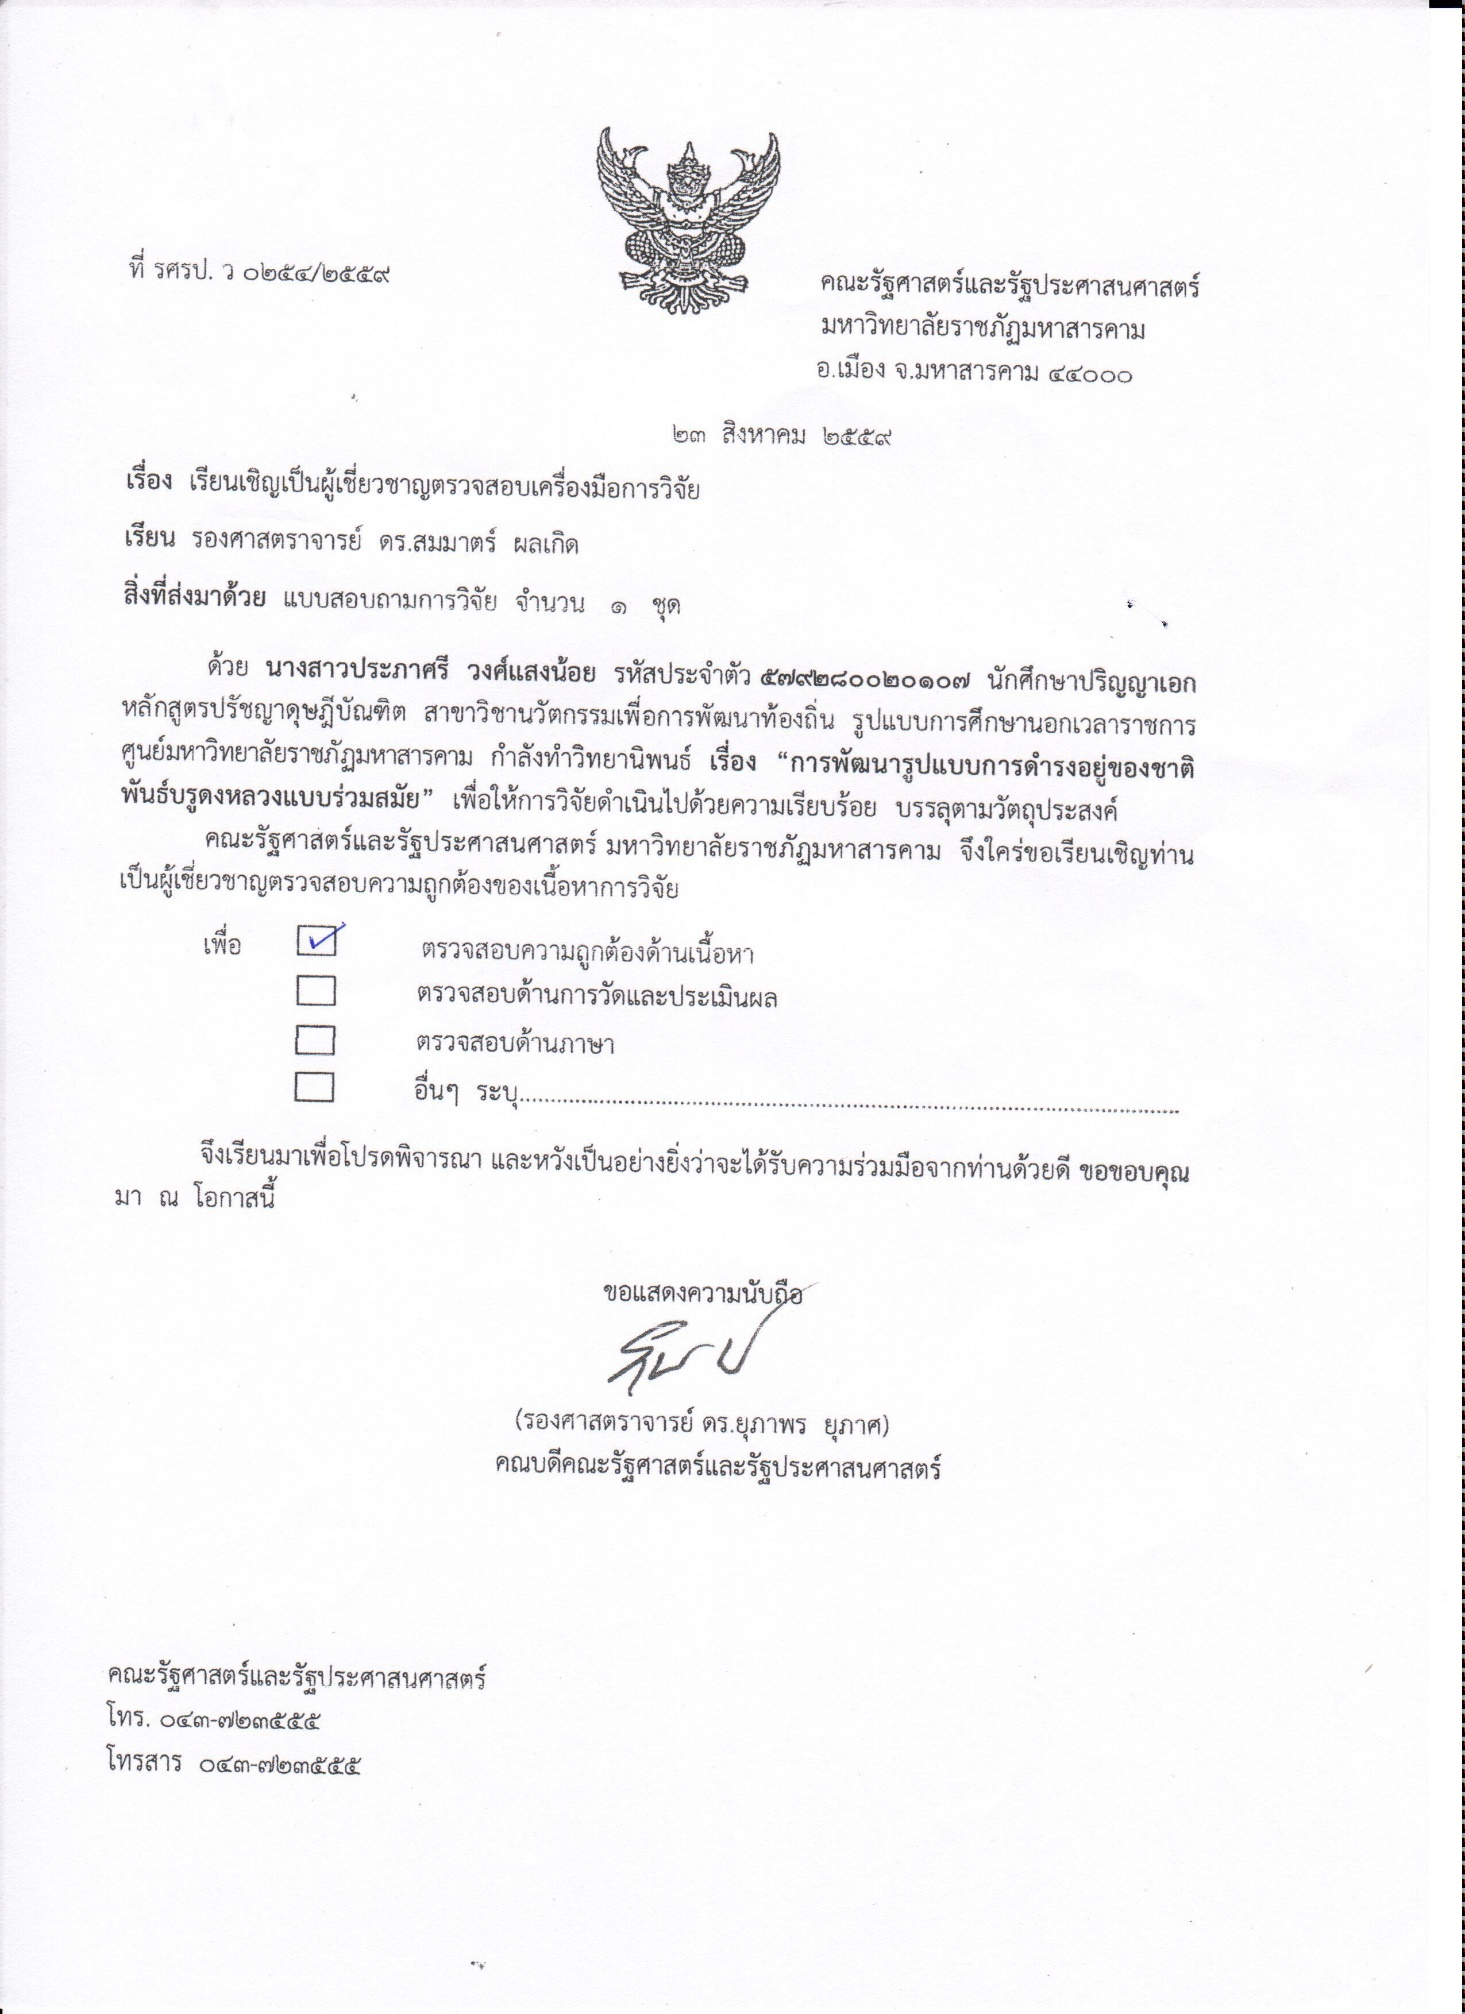 ที่ รศรป. ว ๐๒๕๔/๒๕๕๙
คณะรัฐศาสตร์และรัฐประศาสนศาสตร์
มหาวิทยาลัยราชภัฏมหาสารคาม
อ.เมือง จ.มหาสารคาม ๔๔๐๐๐
๒๓ สิงหาคม ๒๕๕๙
เรื่อง เรียนเชิญเป็นผู้เชี่ยวชาญตรวจสอบเครื่องมือการวิจัย
เรียน รองศาสตราจารย์ ดร.สมมาตร์ ผลเกิด
สิ่งที่ส่งมาด้วย แบบสอบถามการวิจัย จำนวน ๑ ชุด
ด้วย นางสาวประภาศรี วงศ์แสงน้อย รหัสประจำตัว ๕๗๙๒๘๐๐๒๐๑๐๗ นักศึกษาปริญญาเอก
หลักสูตรปรัชญาดุษฎีบัณฑิต สาขาวิชานวัตกรรมเพื่อการพัฒนาท้องถิ่น รูปแบบการศึกษานอกเวลาราชการ
ศูนย์มหาวิทยาลัยราชภัฏมหาสารคาม กำลังทำวิทยานิพนธ์ เรื่อง “การพัฒนารูปแบบการดำรงอยู่ของชาติ
พันธ์บรูดงหลวงแบบร่วมสมัย” เพื่อให้การวิจัยดำเนินไปด้วยความเรียบร้อย บรรลุตามวัตถุประสงค์
คณะรัฐศาสตร์และรัฐประศาสนศาสตร์ มหาวิทยาลัยราชภัฏมหาสารคาม จึงใคร่ขอเรียนเชิญท่าน
เป็นผู้เชี่ยวชาญตรวจสอบความถูกต้องของเนื้อหาการวิจัย
เพื่อ ตรวจสอบความถูกต้องด้านเนื้อหา
ตรวจสอบด้านการวัดและประเมินผล
ตรวจสอบด้านภาษา
อื่นๆ ระบุ........................................................................................................
จึงเรียนมาเพื่อโปรดพิจารณา และหวังเป็นอย่างยิ่งว่าจะได้รับความร่วมมือจากท่านด้วยดี ขอขอบคุณ
มา ณ โอกาสนี้
ขอแสดงความนับถือ
(รองศาสตราจารย์ ดร.ยุภาพร ยุภาศ)
คณบดีคณะรัฐศาสตร์และรัฐประศาสนศาสตร์
คณะรัฐศาสตร์และรัฐประศาสนศาสตร์
โทร. ๐๔๓-๗๒๓๕๕๕
โทรสาร ๐๔๓-๗๒๓๕๕๕